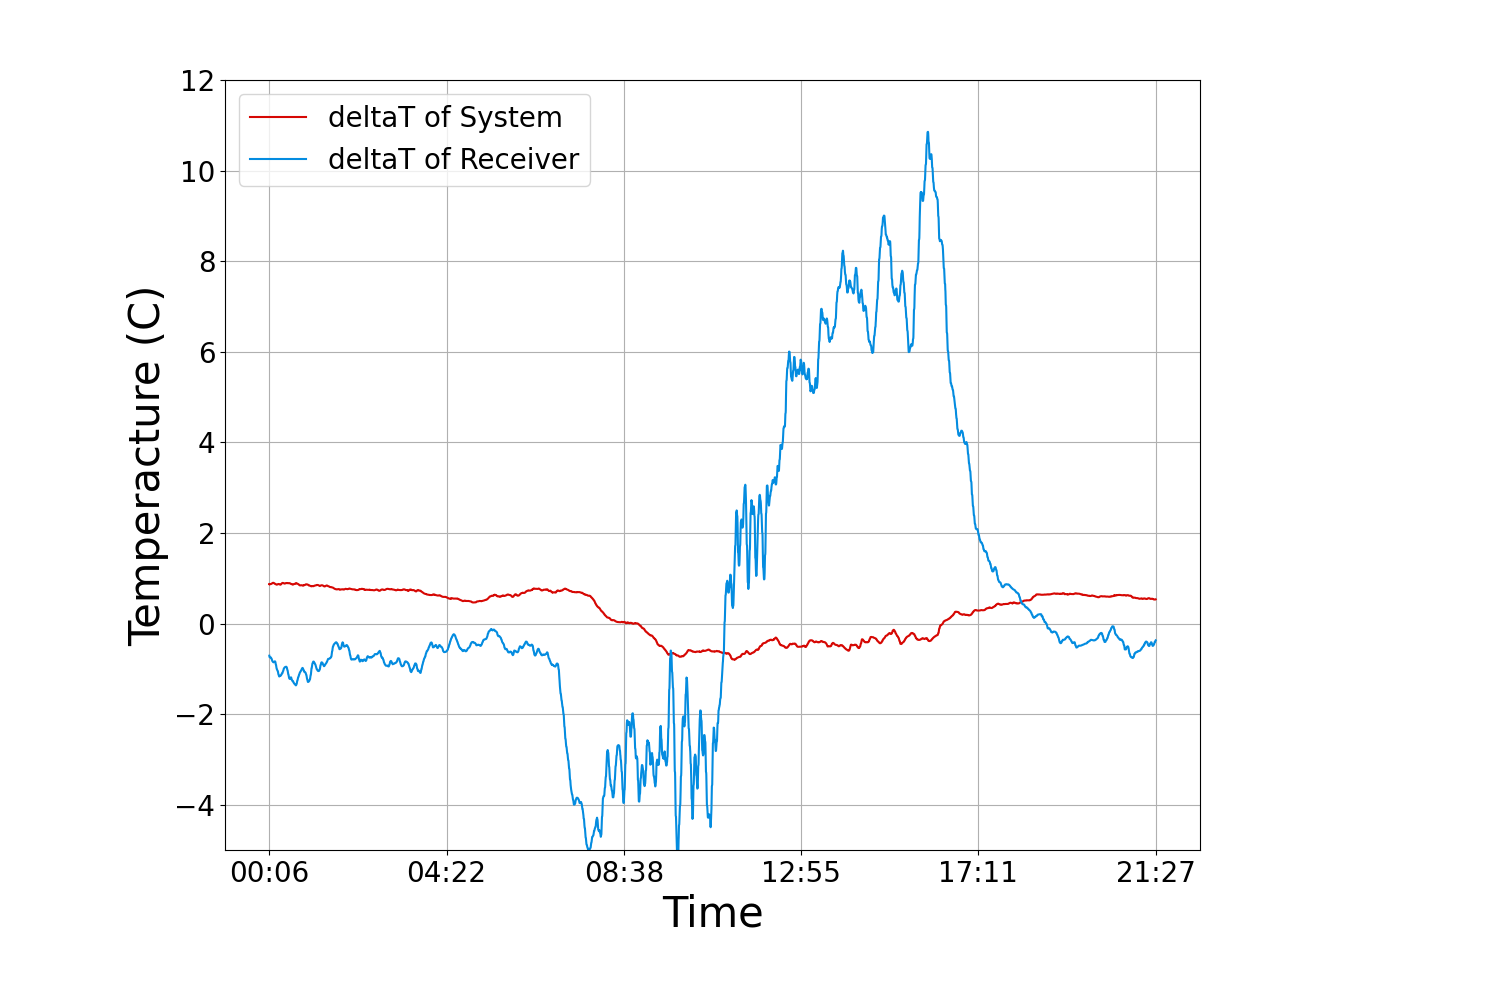 deltaT of System
deltaT of Receiver
Temperacture (C)
12
10
8
6
4
2
0
−2
−4
00:06 04:22 08:38 12:55 17:11 21:27
Time